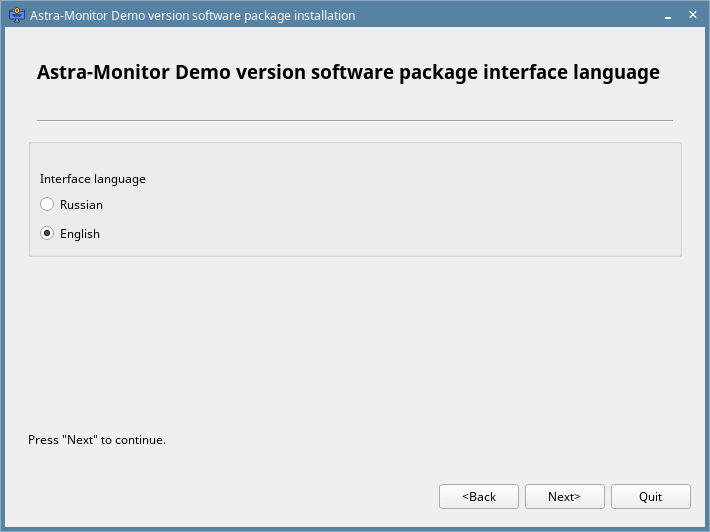 Astra-Monitor Demo version software package installation
Astra-Monitor Demo version software package interface language
Interface language
Russian
English
Press "Next" to continue.
<Back
Next>
Quit